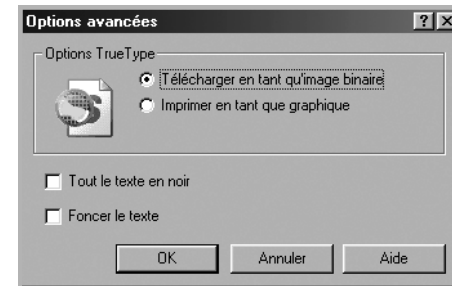 Options avancées
Options TrueType
Télécharger en tant qu'image binaire
Imprimer en tant que graphique
Tout le texte en noir
Foncer le texte
OK Annuler Aide